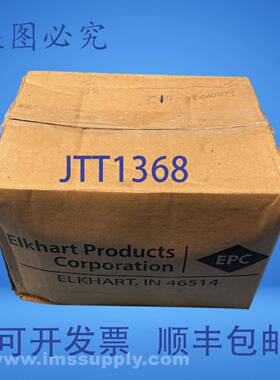 是图必究
JTT1368
Elkhart Products
Corporation
EPC
ELKHART, IN 46514
可开发票 顺丰包邮
www.imssupply.com